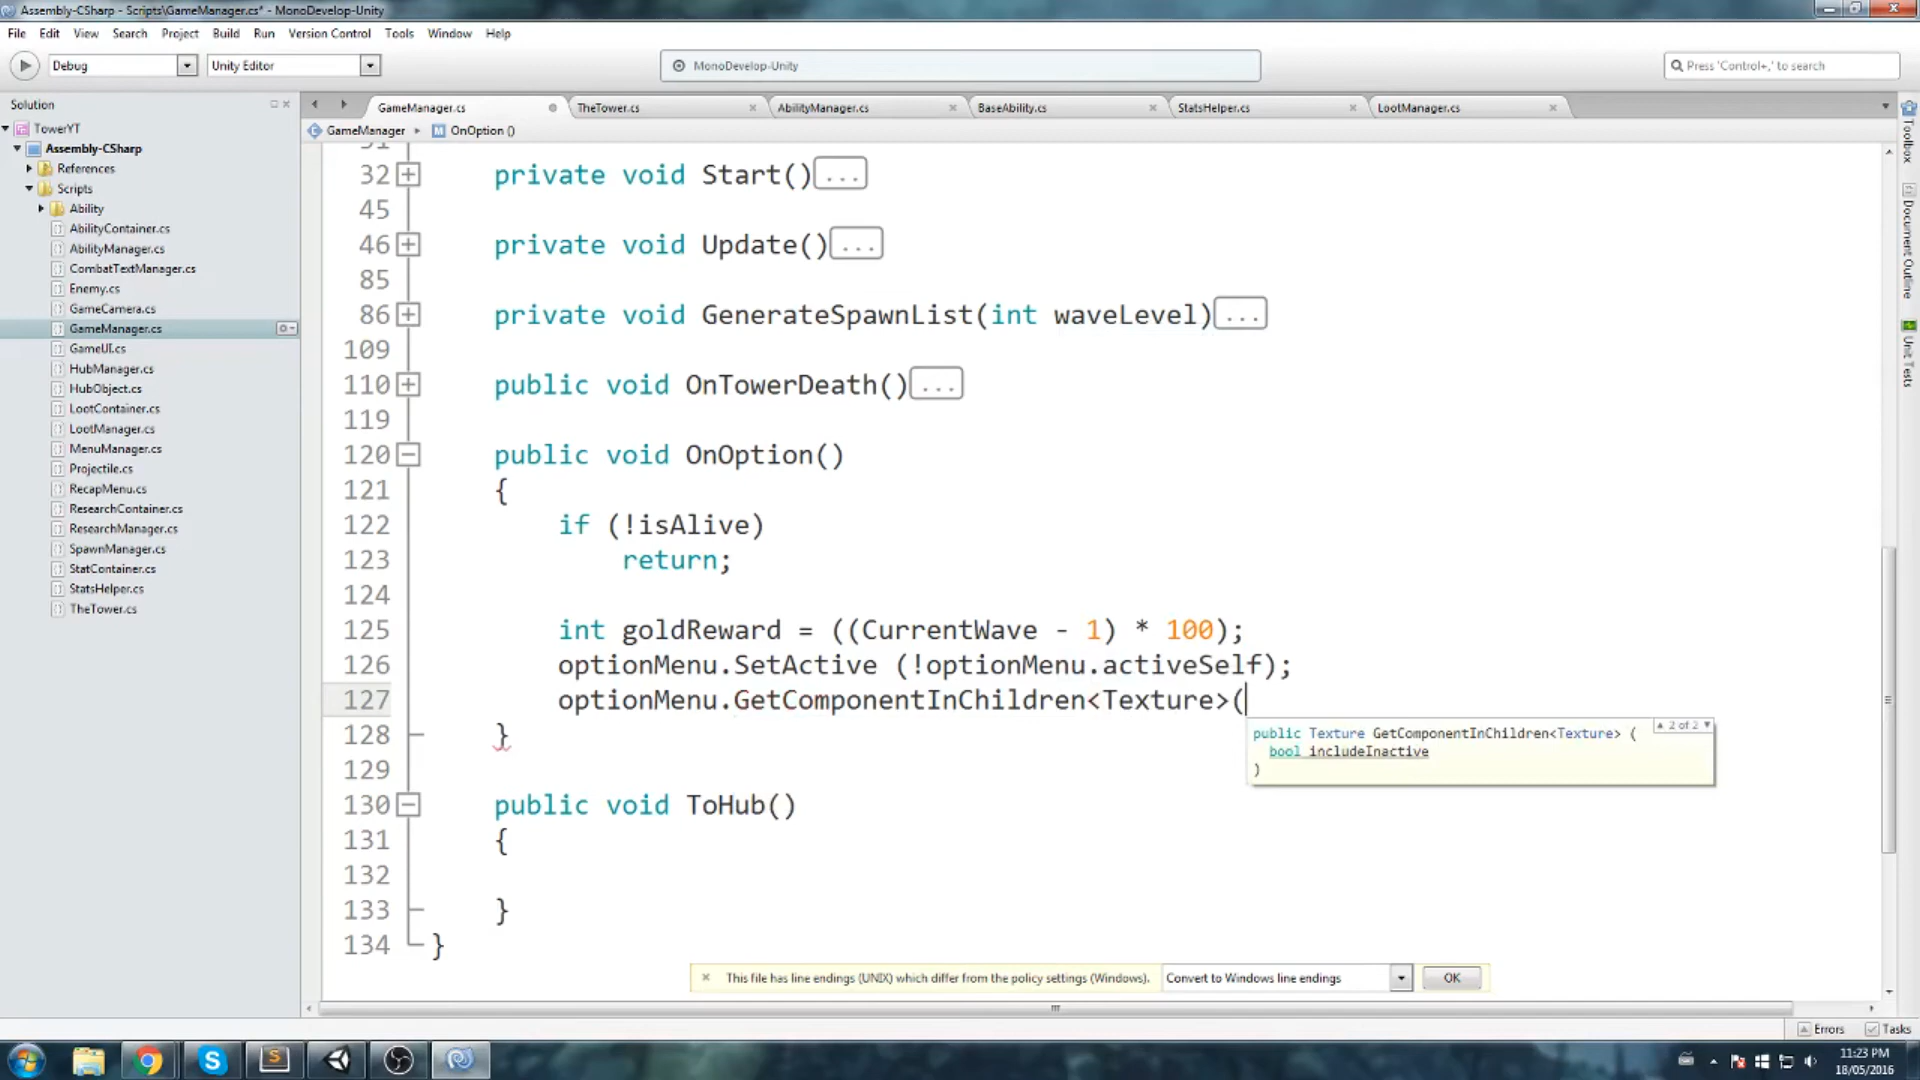 Assembly-CSharp - Scripts\GameManager.cs* - MonoDevelop-Unity
File Edit View Search Project Build Run Version Control Tools Window Help
Debug Unity Editor MonoDevelop-Unity Press 'Control+,' to search
Solution
GameManager.cs TheTower.cs AbilityManager.cs BaseAbility.cs StatsHelper.cs LootManager.cs
GameManager OnOption ()
TowerYT
Assembly-CSharp
References
Scripts
Ability
AbilityContainer.cs
AbilityManager.cs
CombatTextManager.cs
Enemy.cs
GameCamera.cs
GameManager.cs
GameUI.cs
HubManager.cs
HubObject.cs
LootContainer.cs
LootManager.cs
MenuManager.cs
Projectile.cs
RecapMenu.cs
ResearchContainer.cs
ResearchManager.cs
SpawnManager.cs
StatContainer.cs
StatsHelper.cs
TheTower.cs
31
32 private void Start()...
45
46 private void Update()...
85
86 private void GenerateSpawnList(int waveLevel)...
109
110 public void OnTowerDeath()...
119
120 public void OnOption()
121 {
122 if (!isAlive)
123 return;
124
125 int goldReward = ((CurrentWave - 1) * 100);
126 optionMenu.SetActive (!optionMenu.activeSelf);
127 optionMenu.GetComponentInChildren<Texture>(
128 }
129
130 public void ToHub()
131 {
132
133 }
134 }
2 of 2
public Texture GetComponentInChildren<Texture> (
bool includeInactive
)
This file has line endings (UNIX) which differ from the policy settings (Windows). Convert to Windows line endings OK
Toolbox
Document Outline
Unit Tests
Errors Tasks
11:23 PM
18/05/2016